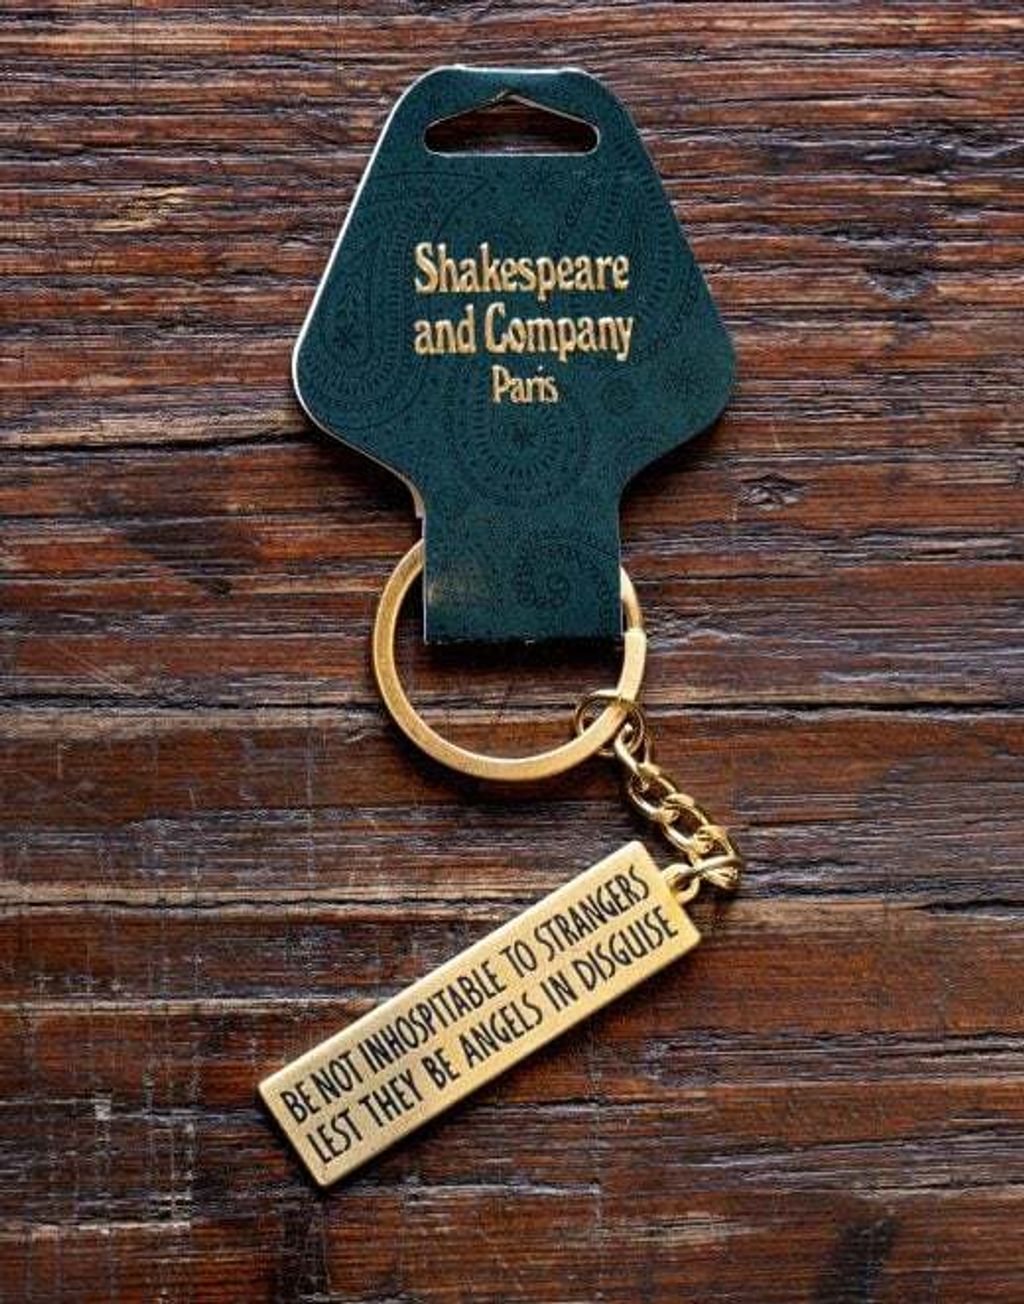 Shakespeare
and Company
Paris
BE NOT INHOSPITABLE TO STRANGERS
LEST THEY BE ANGELS IN DISGUISE